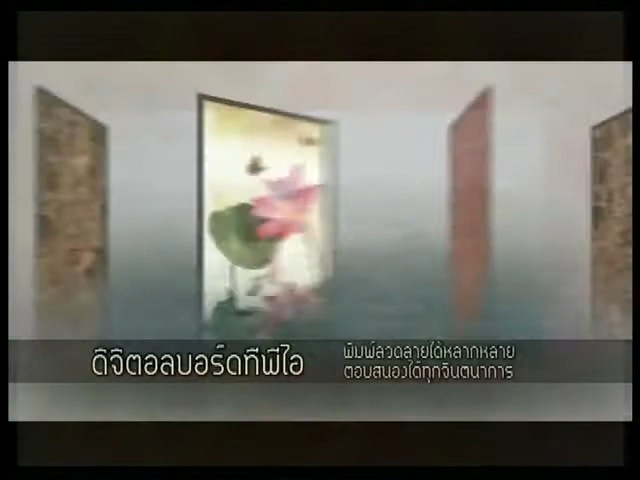 ดิจิตอลบอร์ดทีพีไอ
พิมพ์ลวดลายได้หลากหลาย
ตอบสนองได้ทุกจินตนาการ